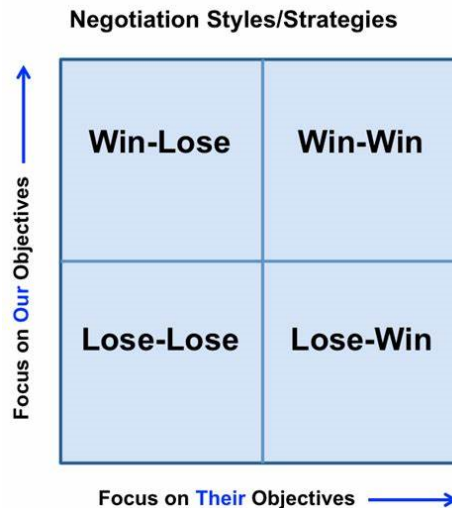 Negotiation Styles/Strategies
Focus on Our Objectives
Win-Lose
Win-Win
Lose-Lose
Lose-Win
Focus on Their Objectives